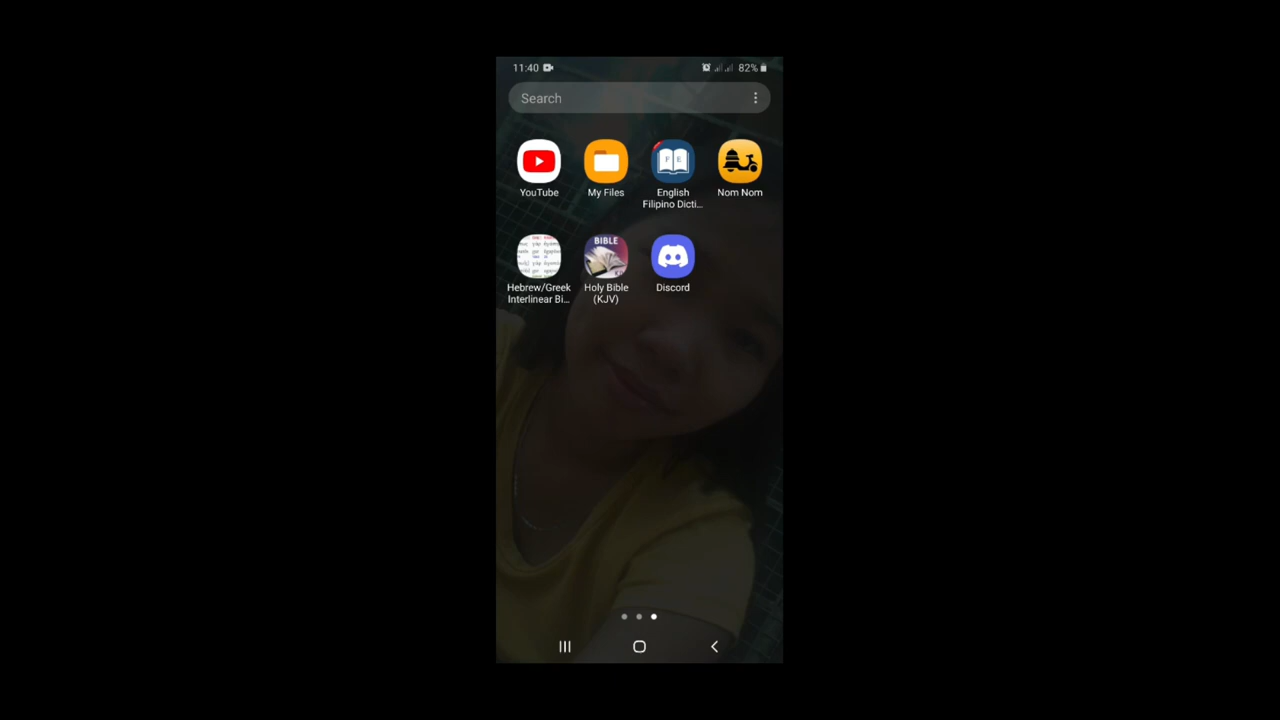 11:40
82%
Search
YouTube
My Files
F E
English
Filipino Dicti...
Nom Nom
BIBLE
Hebrew/Greek
Interlinear Bi...
Holy Bible
(KJV)
Discord